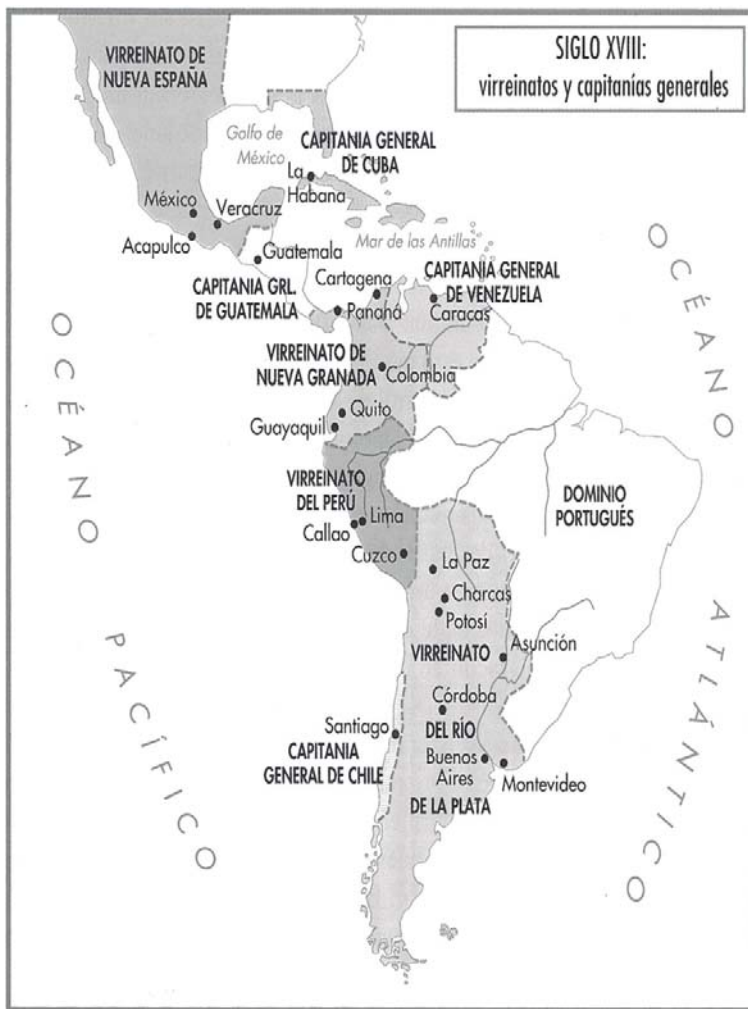 SIGLO XVIII:
virreinatos y capitanías generales
VIRREINATO DE
NUEVA ESPAÑA
Golfo de
México
CAPITANIA GENERAL
DE CUBA
La
Habana
México
Veracruz
Acapulco
Mar de las Antillas
Guatemala
CAPITANIA GRL.
DE GUATEMALA
Cartagena
CAPITANIA GENERAL
DE VENEZUELA
Pananá
Caracas
VIRREINATO DE
NUEVA GRANADA
Colombia
Quito
Guayaquil
VIRREINATO
DEL PERÚ
Lima
Callao
Cuzco
DOMINIO
PORTUGUÉS
La Paz
Charcas
Potosí
VIRREINATO
Asunción
Córdoba
DEL RÍO
Santiago
CAPITANIA
GENERAL DE CHILE
Buenos
Aires
Montevideo
DE LA PLATA
OCÉANO
PACÍFICO
OCÉANO
ATLÁNTICO